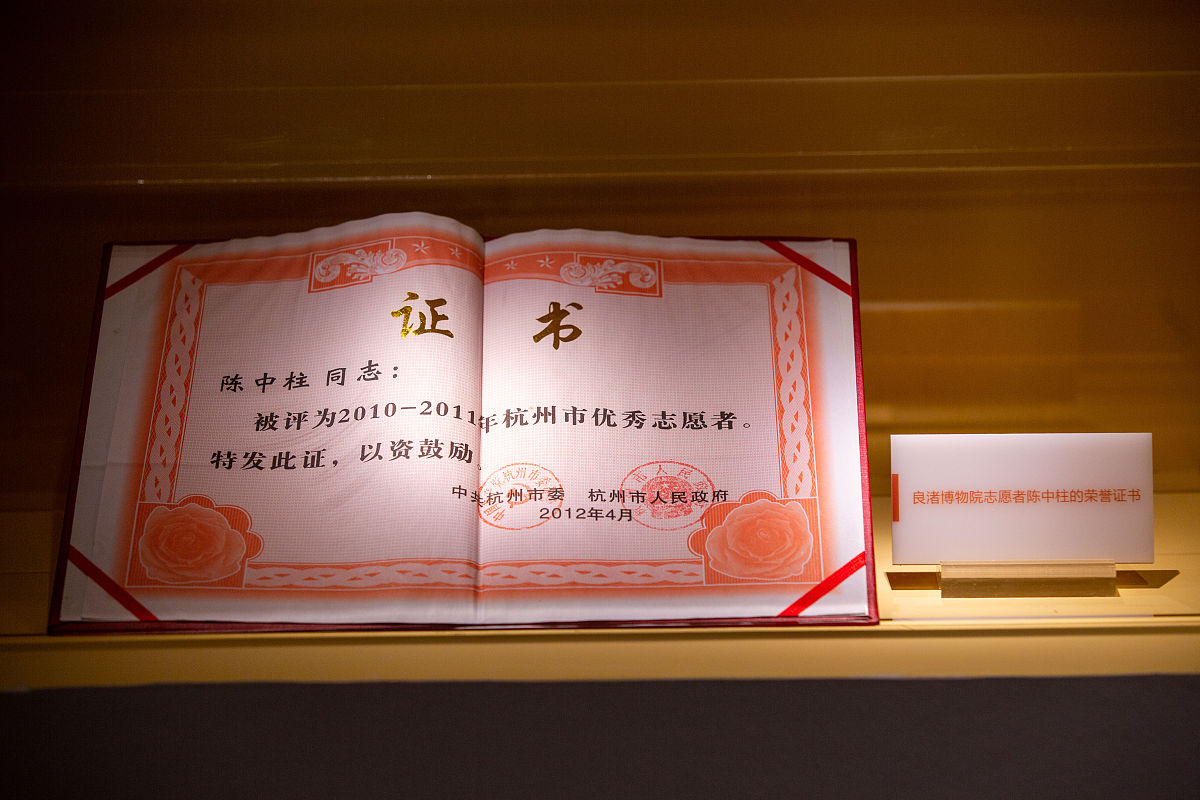 证 书
陈中柱 同志：
被评为2010-2011年杭州市优秀志愿者。
特发此证，以资鼓励。
中共杭州市委 杭州市人民政府
2012年4月
良渚博物院志愿者陈中柱的荣誉证书